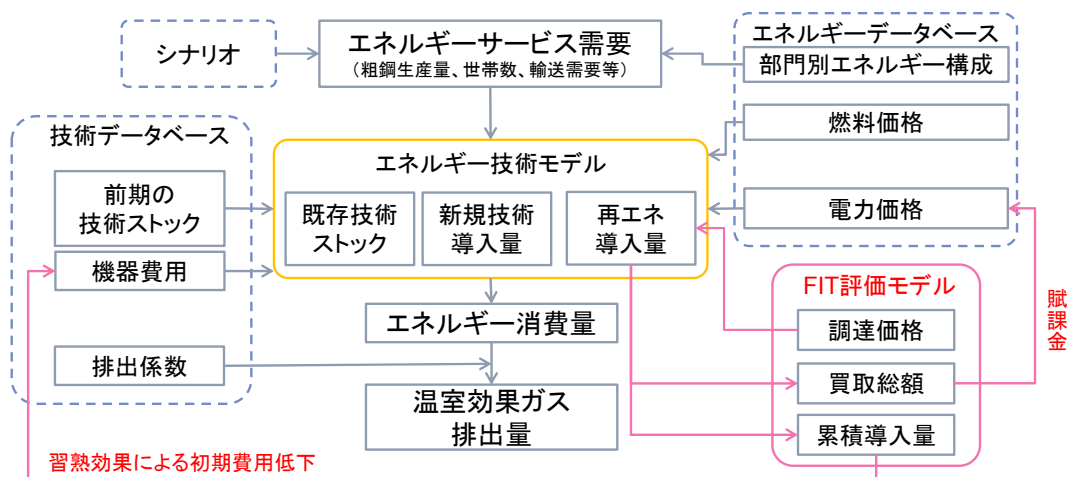 シナリオ
エネルギーサービス需要
（粗鋼生産量、世帯数、輸送需要等）
エネルギーデータベース
部門別エネルギー構成
燃料価格
電力価格
技術データベース
前期の
技術ストック
機器費用
排出係数
エネルギー技術モデル
既存技術
ストック
新規技術
導入量
再エネ
導入量
エネルギー消費量
温室効果ガス
排出量
FIT評価モデル
調達価格
買取総額
累積導入量
賦課金
習熟効果による初期費用低下